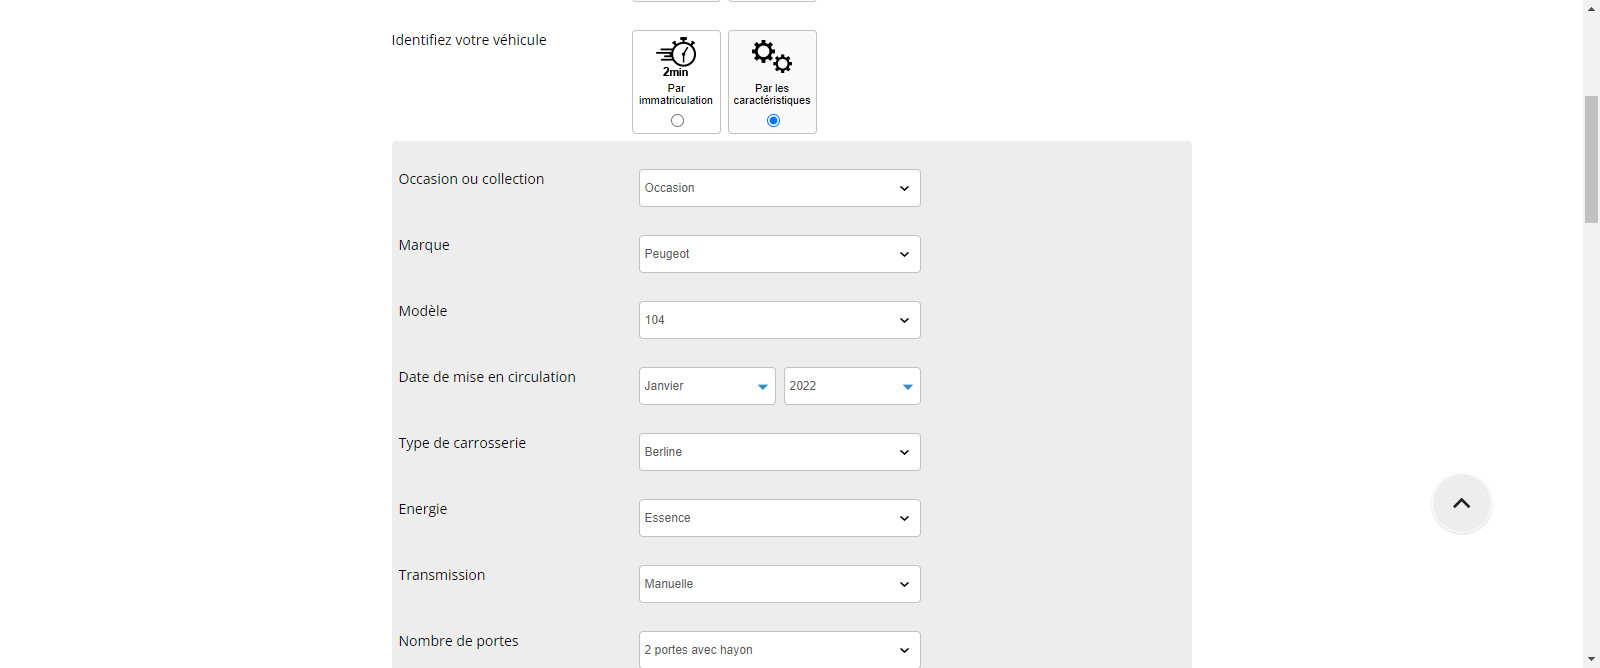 Identifiez votre véhicule
2min
Par
immatriculation
Par les
caractéristiques
Occasion ou collection
Occasion
Marque
Peugeot
Modèle
104
Date de mise en circulation
Janvier
2022
Type de carrosserie
Berline
Energie
Essence
Transmission
Manuelle
Nombre de portes
2 portes avec hayon